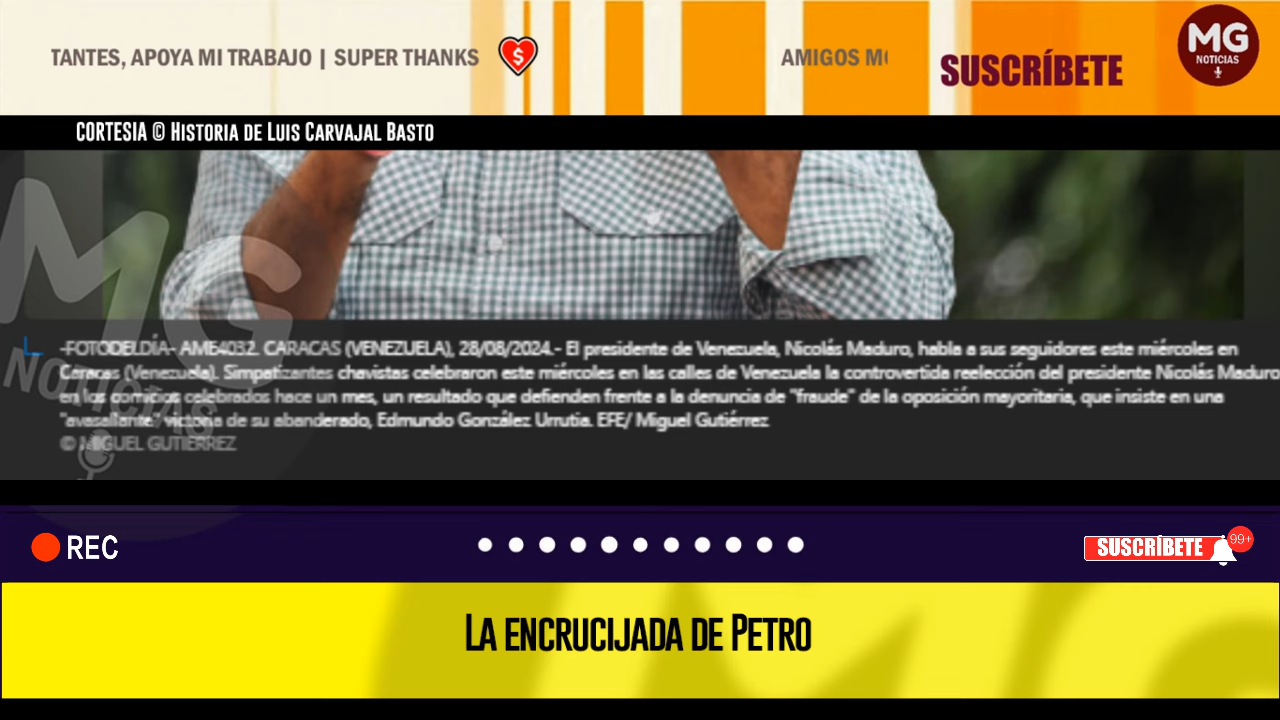 TANTES, APOYA MI TRABAJO | SUPER THANKS
AMIGOS M
SUSCRÍBETE
MG
NOTICIAS
CORTESIA © HISTORIA DE LUIS CARVAJAL BASTO
-FOTODELDÍA- AME4032. CARACAS (VENEZUELA), 28/08/2024.- El presidente de Venezuela, Nicolás Maduro, habla a sus seguidores este miércoles en
Caracas (Venezuela). Simpatizantes chavistas celebraron este miércoles en las calles de Venezuela la controvertida reelección del presidente Nicolás Maduro
en los comicios celebrados hace un mes, un resultado que defienden frente a la denuncia de "fraude" de la oposición mayoritaria, que insiste en una
"avasallante" victoria de su abanderado, Edmundo González Urrutia. EFE/ Miguel Gutiérrez
© MIGUEL GUTIERREZ
MG
NOTICIAS
REC
SUSCRÍBETE
99+
LA ENCRUCIJADA DE PETRO